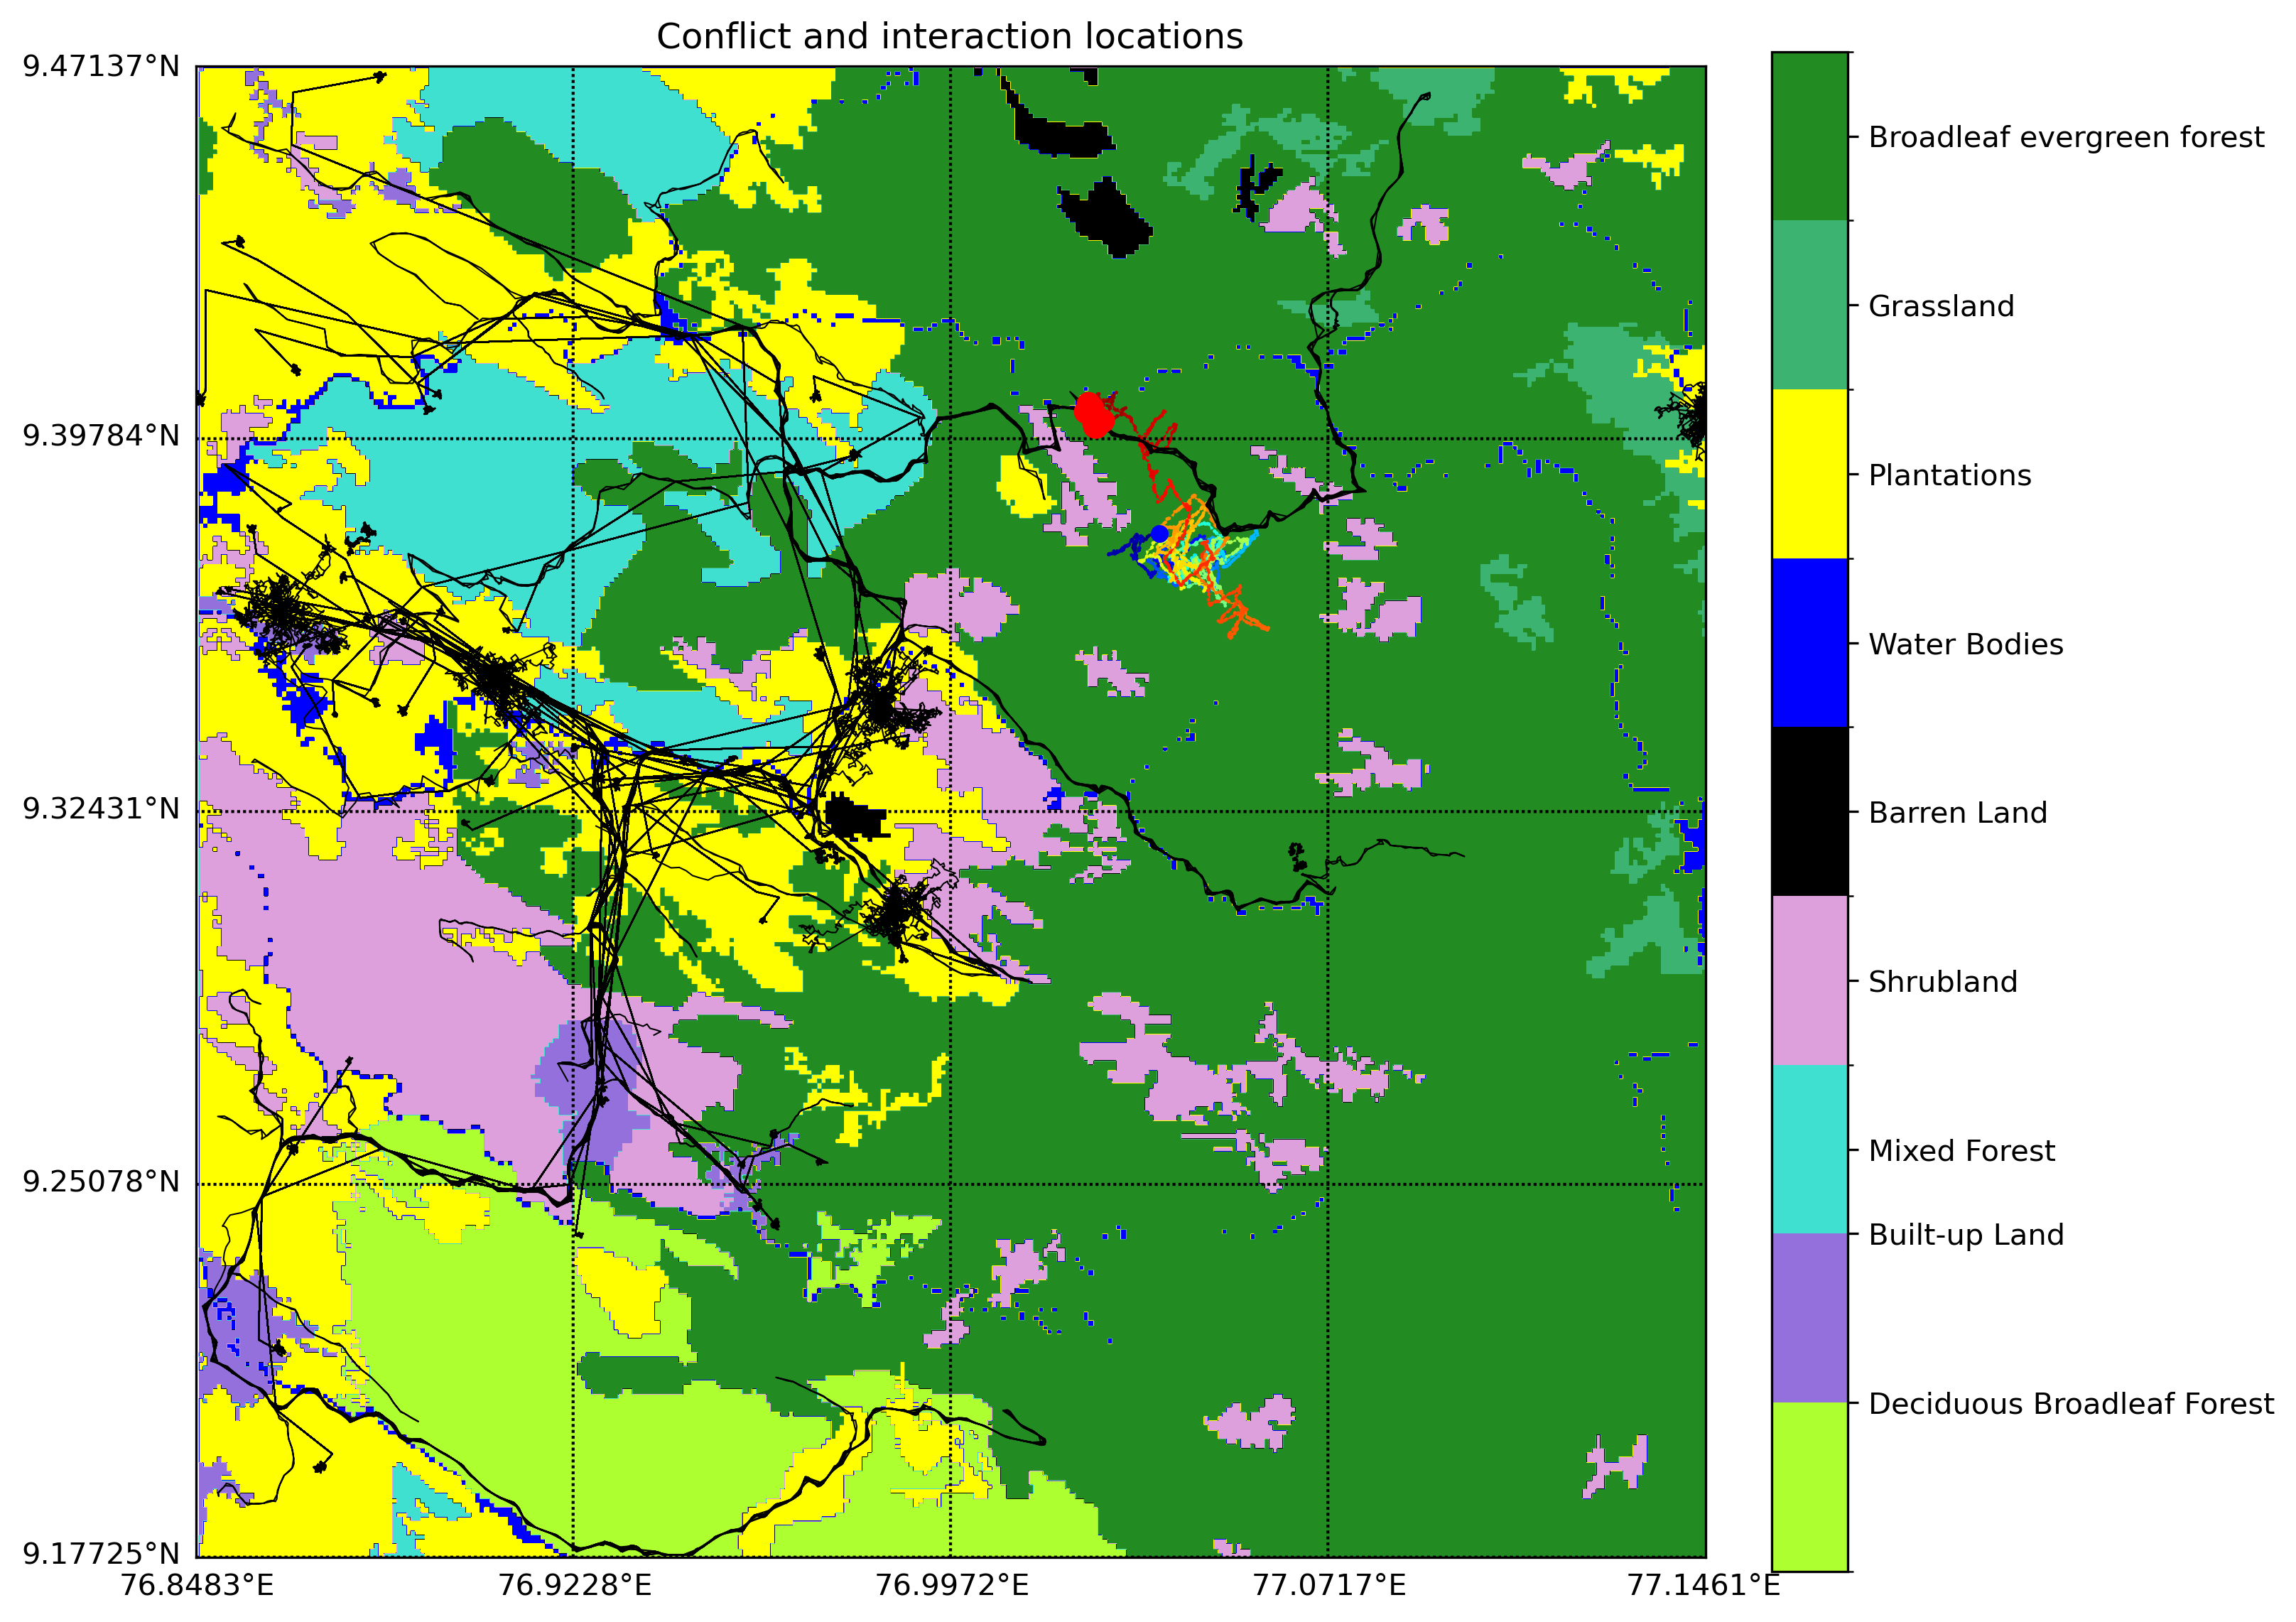 Conflict and interaction locations
9.47137°N
9.39784°N
9.32431°N
9.25078°N
9.17725°N
76.8483°E
76.9228°E
76.9972°E
77.0717°E
77.1461°E
Broadleaf evergreen forest
Grassland
Plantations
Water Bodies
Barren Land
Shrubland
Mixed Forest
Built-up Land
Deciduous Broadleaf Forest